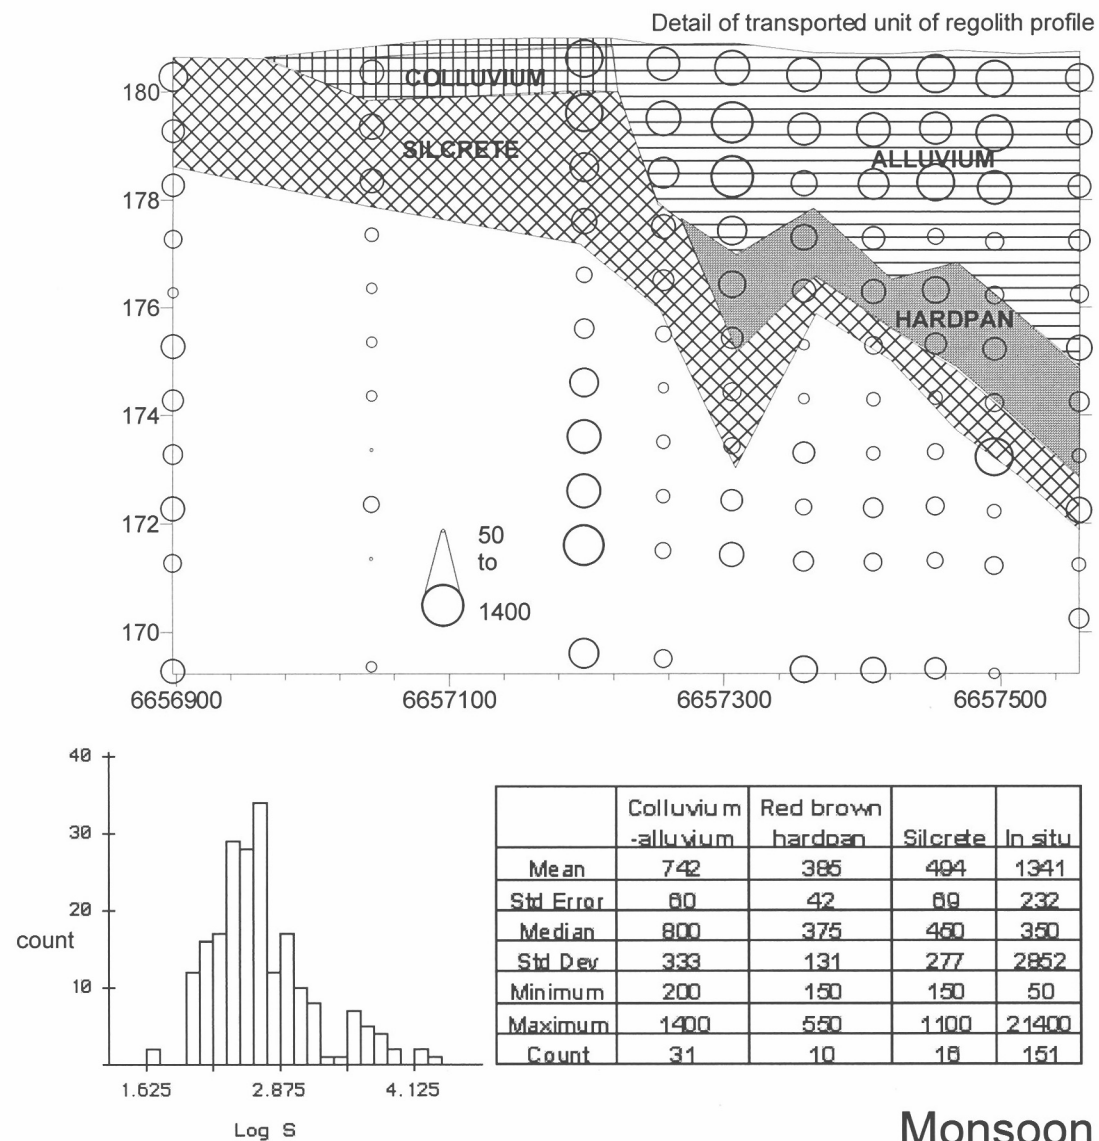 Detail of transported unit of regolith profile
COLLUVIUM
180
SILCRETE
ALLUVIUM
178
176
HARDPAN
174
172
50
to
1400
170
6656900 6657100 6657300 6657500
40
30
20
count
10
1.625 2.875 4.125
Log S
Colluvium -alluvium Red brown hardpan Silcrete In situ
Mean 742 385 494 1341
Std Error 60 42 69 232
Median 800 375 450 350
Std Dev 333 131 277 2852
Minimum 200 150 150 50
Maximum 1400 550 1100 21400
Count 31 10 16 151
Monsoon